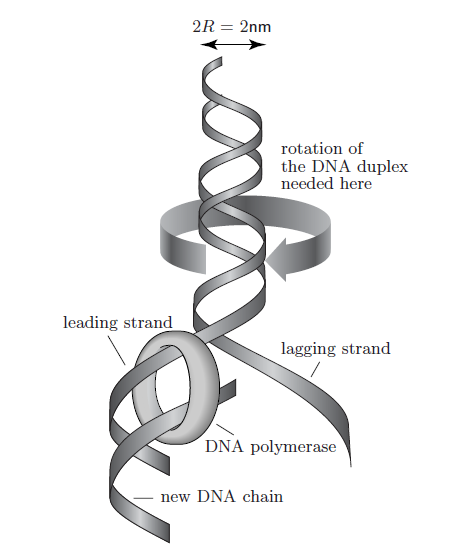 2R = 2nm
rotation of
the DNA duplex
needed here
leading strand
lagging strand
DNA polymerase
new DNA chain